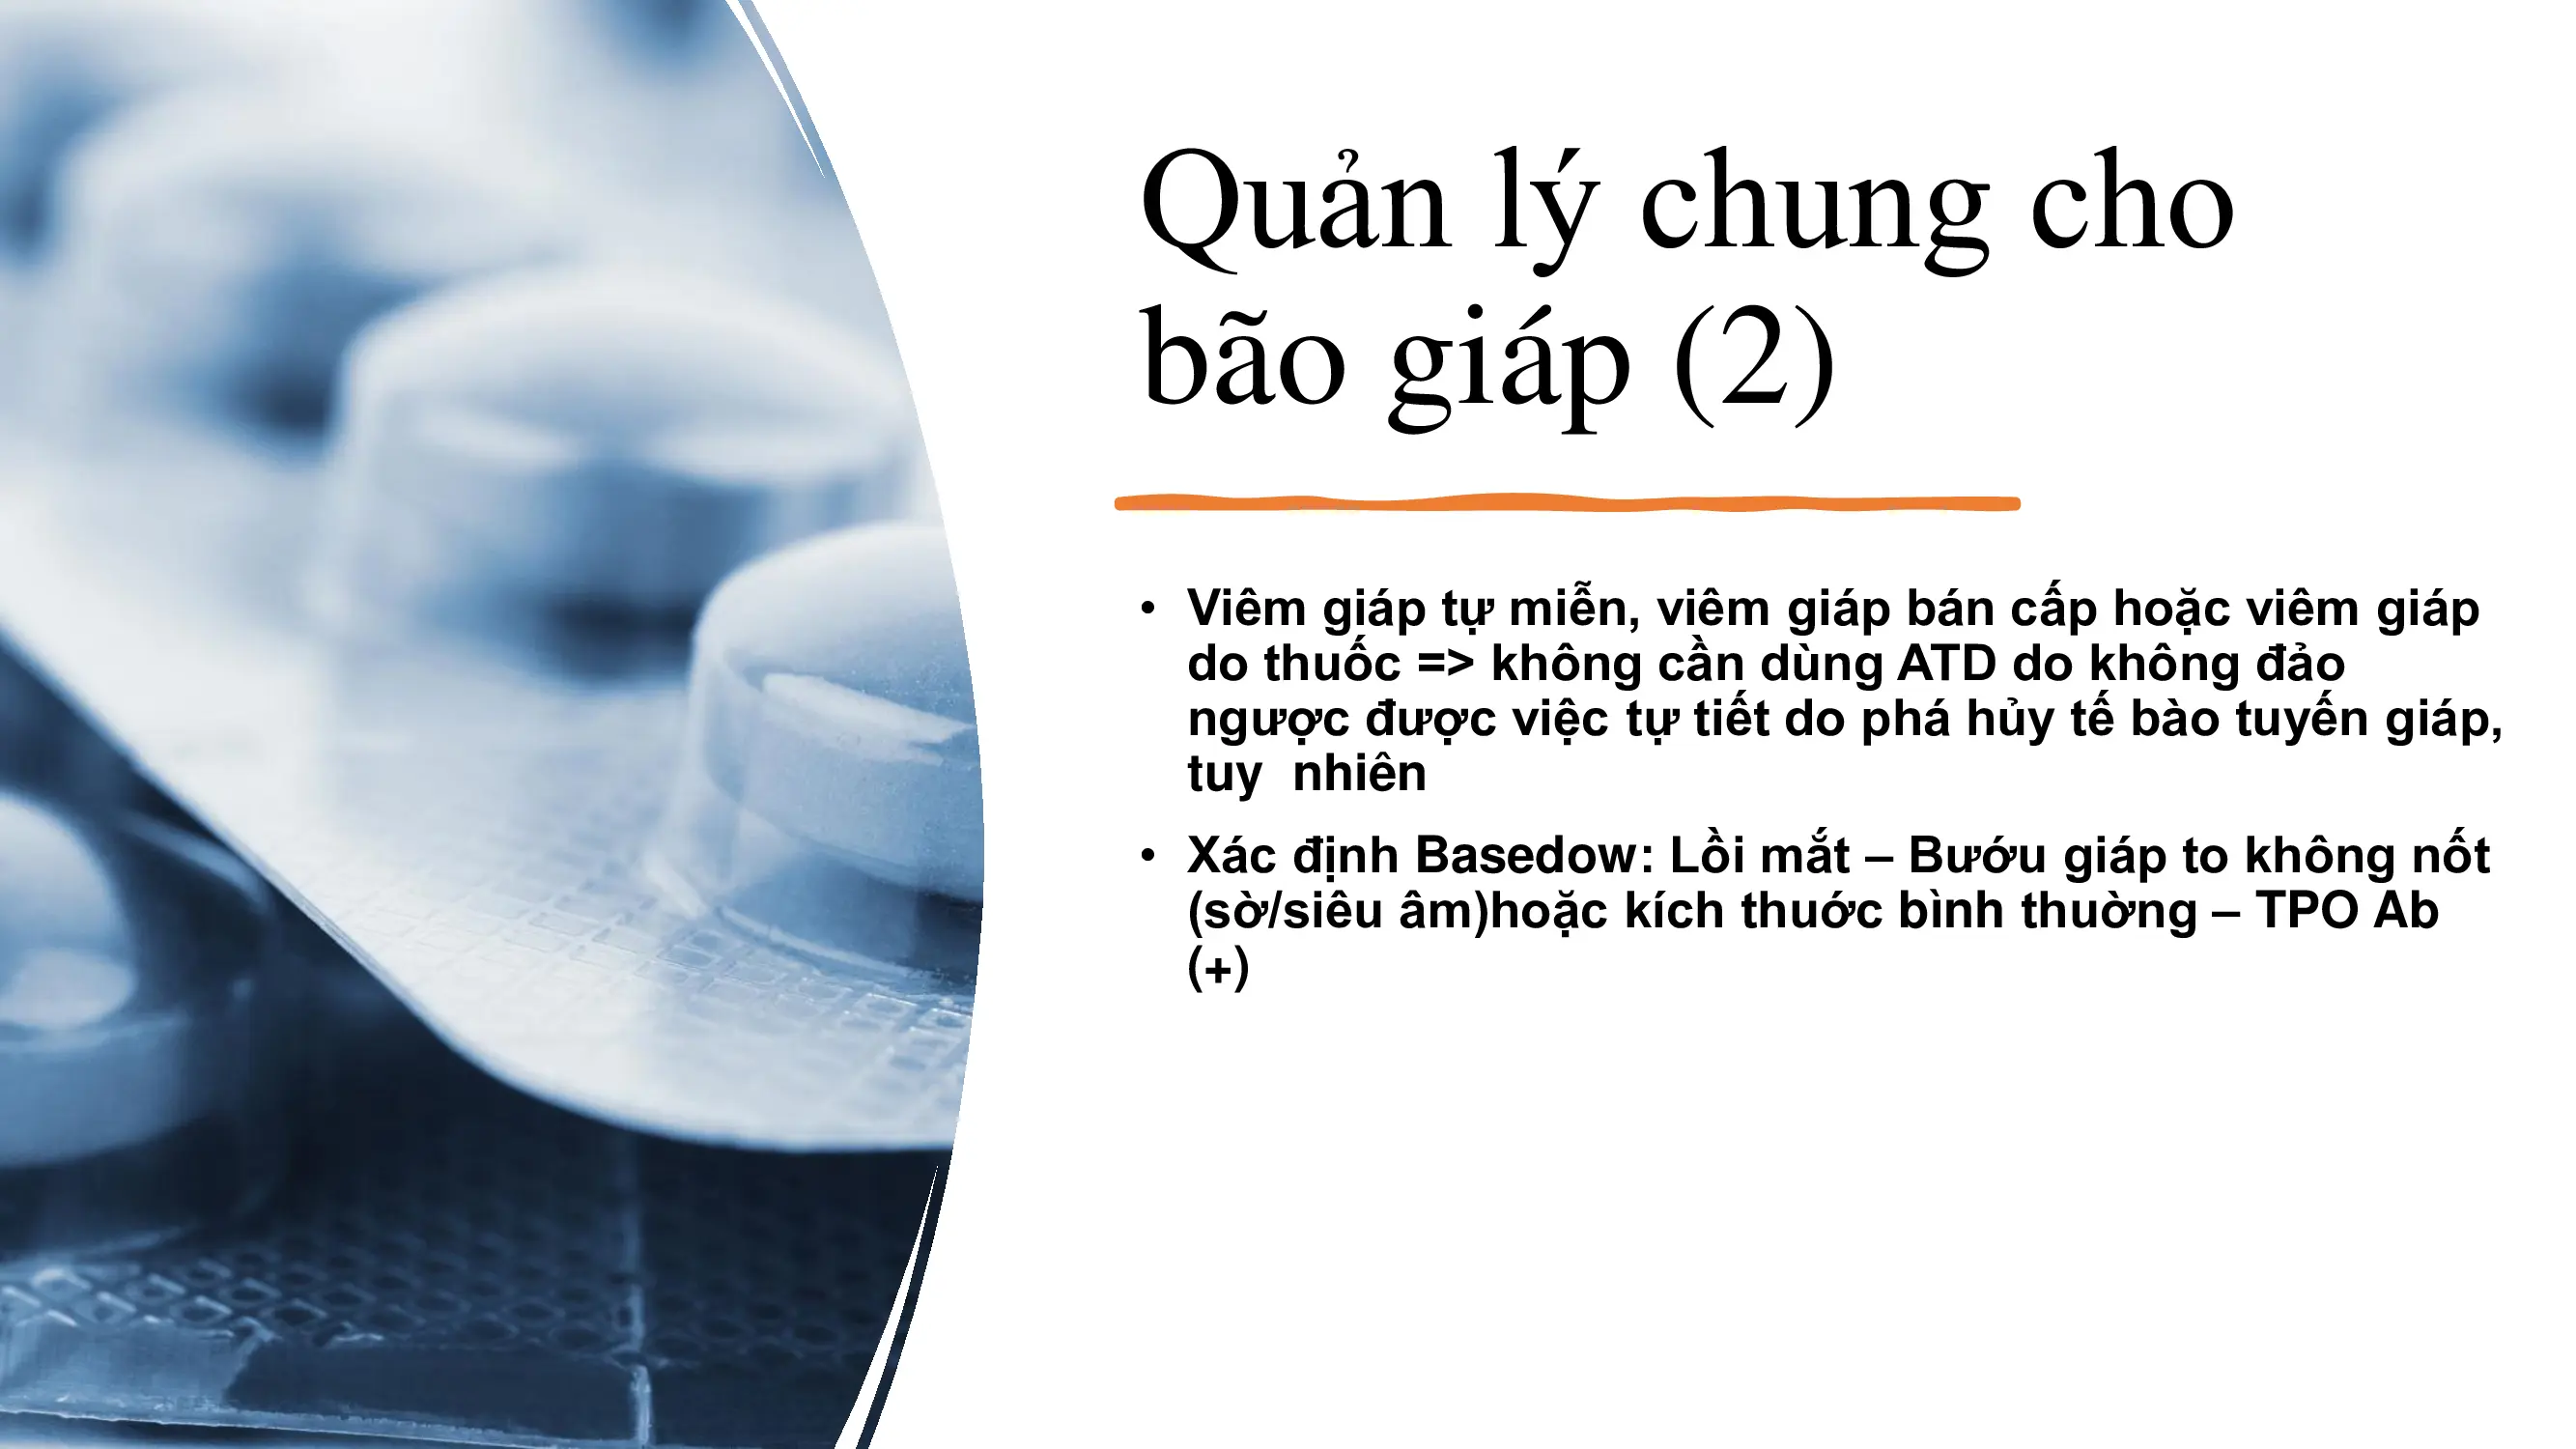 Quản lý chung cho
bão giáp (2)
• Viêm giáp tự miễn, viêm giáp bán cấp hoặc viêm giáp
do thuốc => không cần dùng ATD do không đảo
ngược được việc tự tiết do phá hủy tế bào tuyến giáp,
tuy  nhiên
• Xác định Basedow: Lồi mắt – Bướu giáp to không nốt
(sờ/siêu âm)hoặc kích thuớc bình thuờng – TPO Ab
(+)